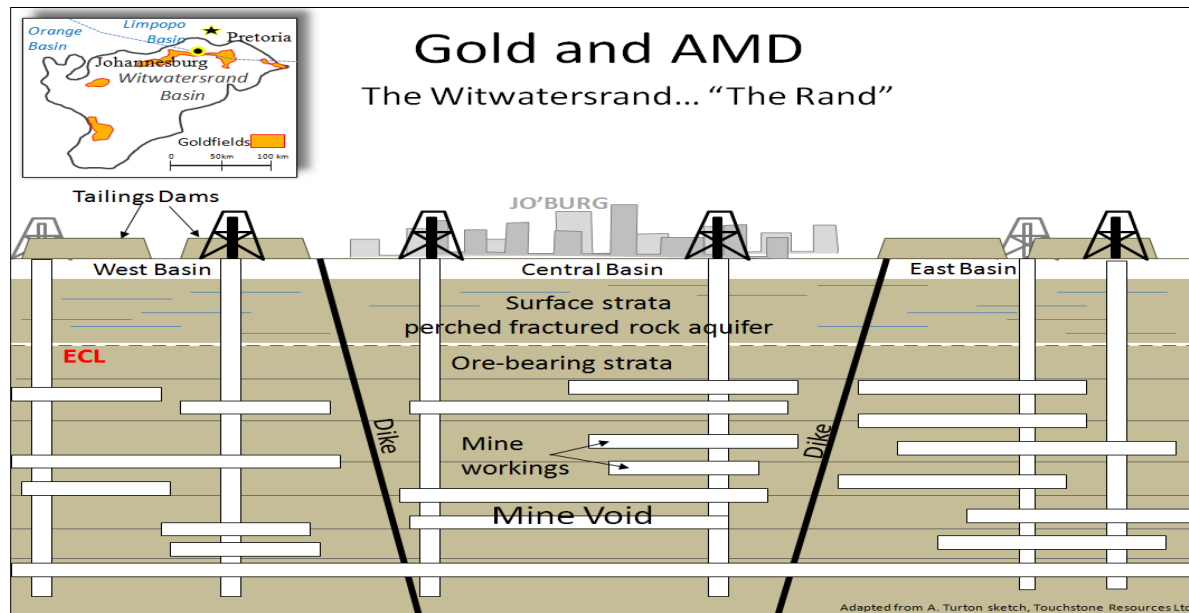 Orange
Basin
Limpopo
Basin
Pretoria
Johannesburg
Witwatersrand
Basin
Goldfields
0 50km 100 km
Gold and AMD
The Witwatersrand... “The Rand”
Tailings Dams
JO’BURG
West Basin
Central Basin
East Basin
Surface strata
perched fractured rock aquifer
ECL
Ore-bearing strata
Dike
Mine
workings
Dike
Mine Void
Adapted from A. Turton sketch, Touchstone Resources Ltd